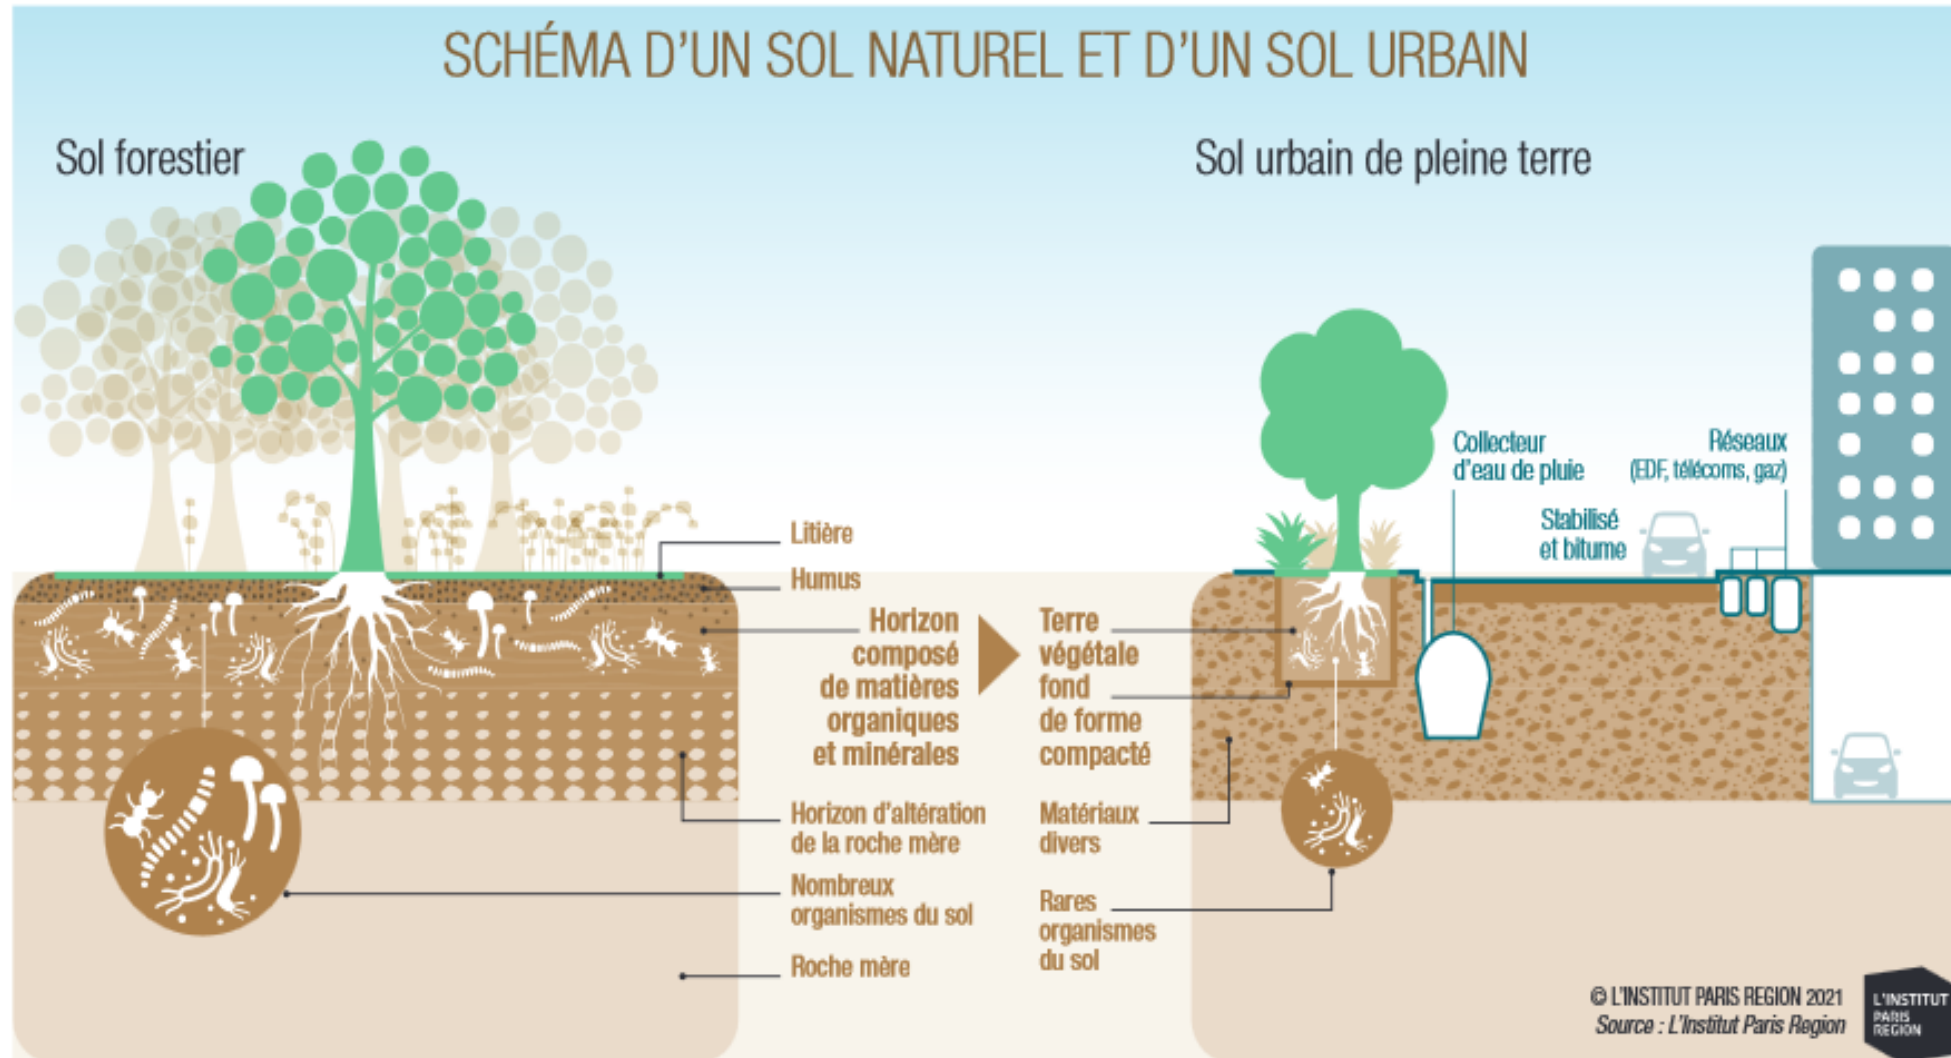 SCHÉMA D'UN SOL NATUREL ET D'UN SOL URBAIN
Sol forestier
Sol urbain de pleine terre
Litière
Humus
Horizon
composé
de matières
organiques
et minérales
Horizon d'altération
de la roche mère
Nombreux
organismes du sol
Roche mère
Terre
végétale
fond
de forme
compacté
Matériaux
divers
Rares
organismes
du sol
Collecteur
d'eau de pluie
Stabilisé
et bitume
Réseaux
(EDF, télécoms, gaz)
© L'INSTITUT PARIS REGION 2021
Source : L'Institut Paris Region
L'INSTITUT
PARIS
REGION